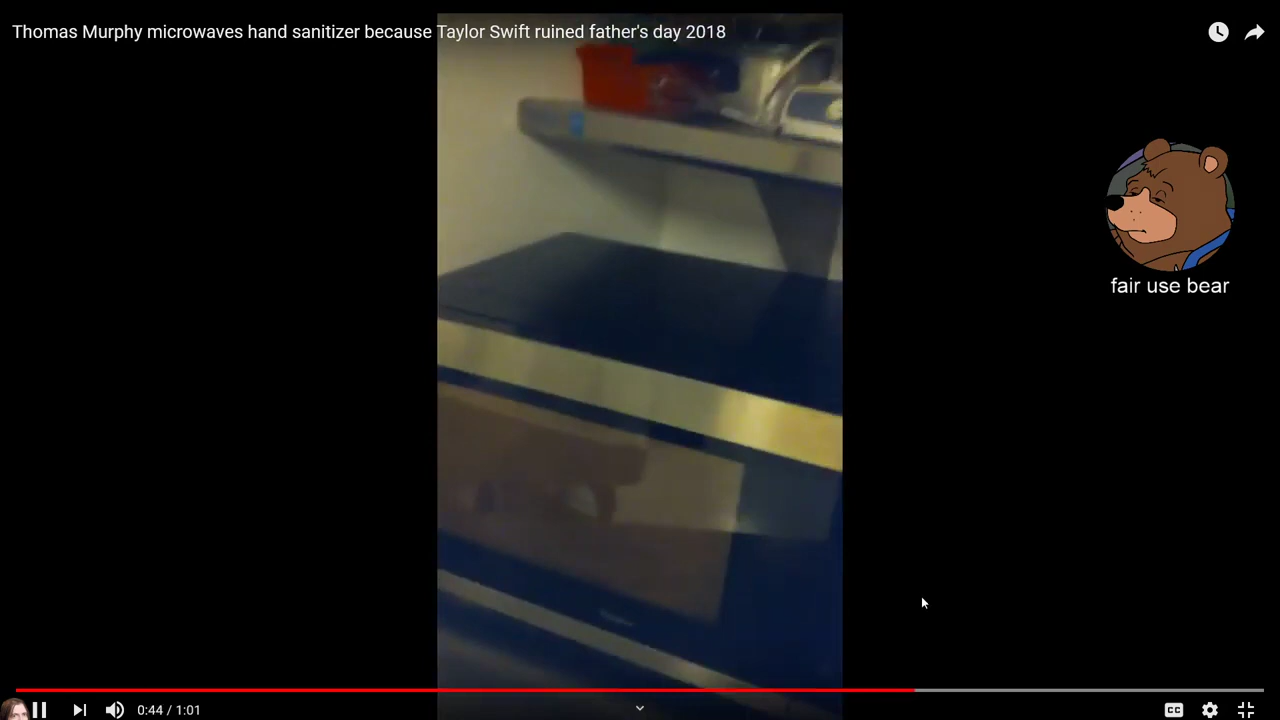 Thomas Murphy microwaves hand sanitizer because Taylor Swift ruined father's day 2018
fair use bear
0:44 / 1:01
CC